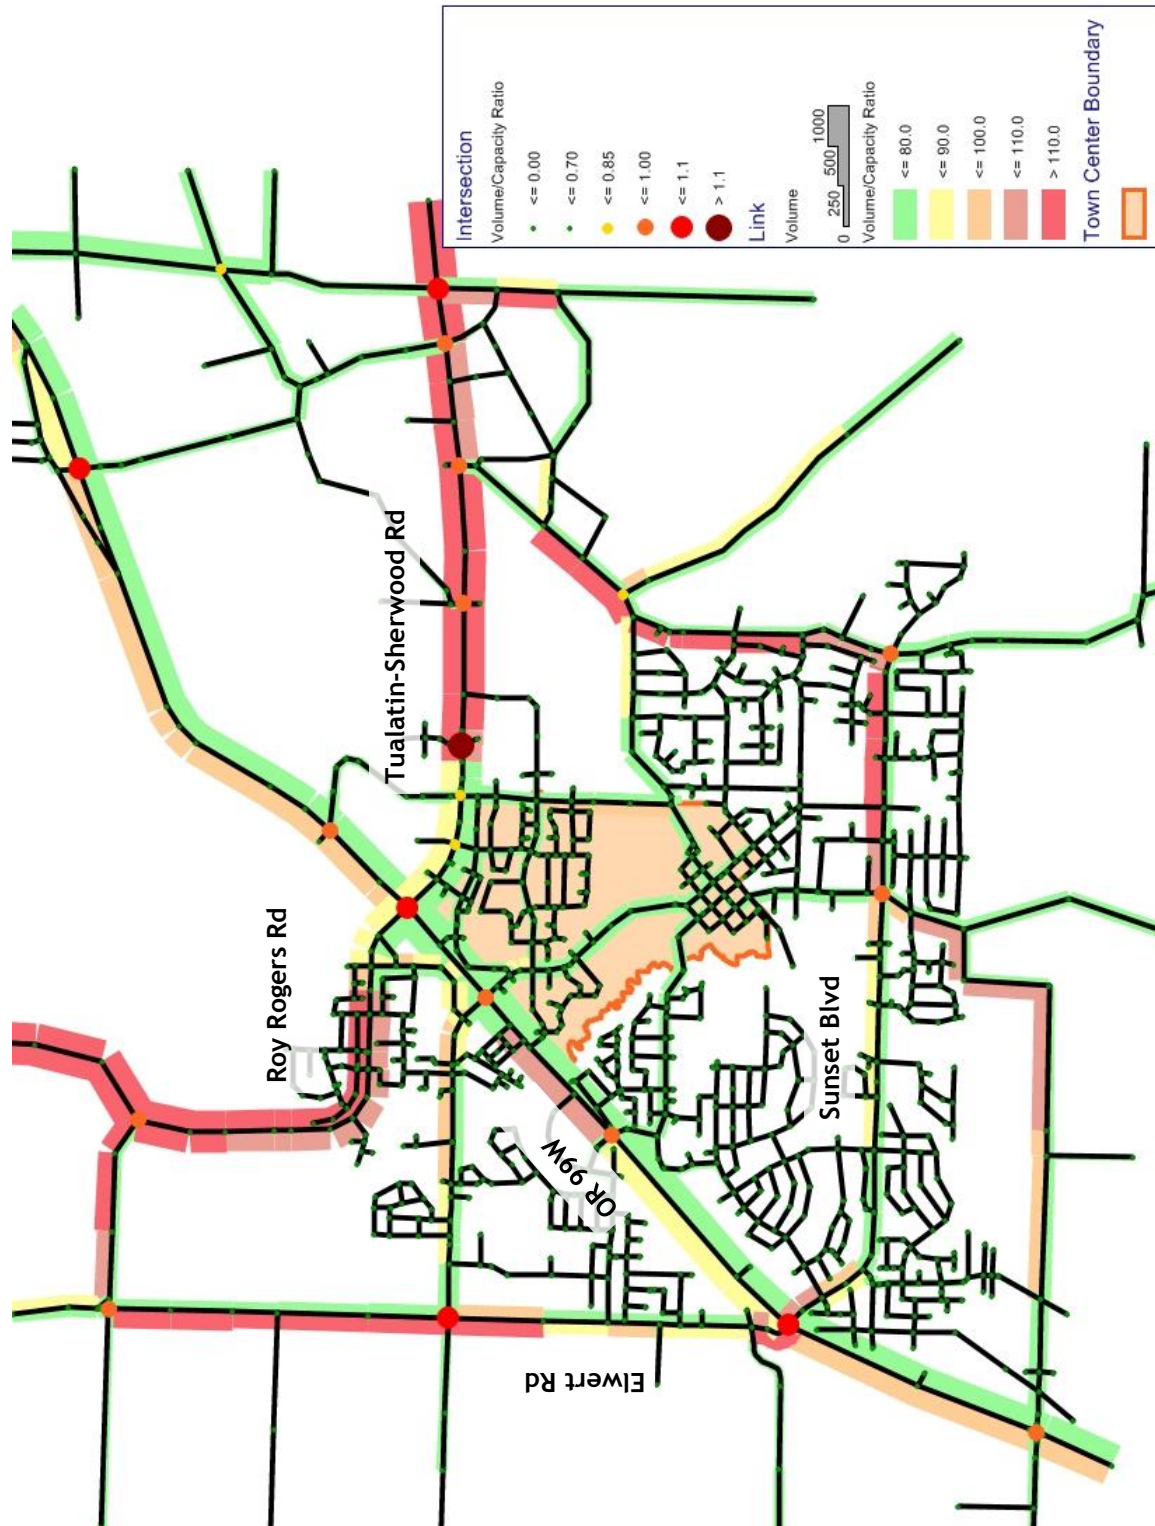 Tualatin-Sherwood Rd
Roy Rogers Rd
OR 99W
Sunset Blvd
Elwert Rd
Intersection
Volume/Capacity Ratio
<= 0.00
<= 0.70
<= 0.85
<= 1.00
<= 1.1
> 1.1
Link
Volume
0 250 500 1000
Volume/Capacity Ratio
<= 80.0
<= 90.0
<= 100.0
<= 110.0
> 110.0
Town Center Boundary